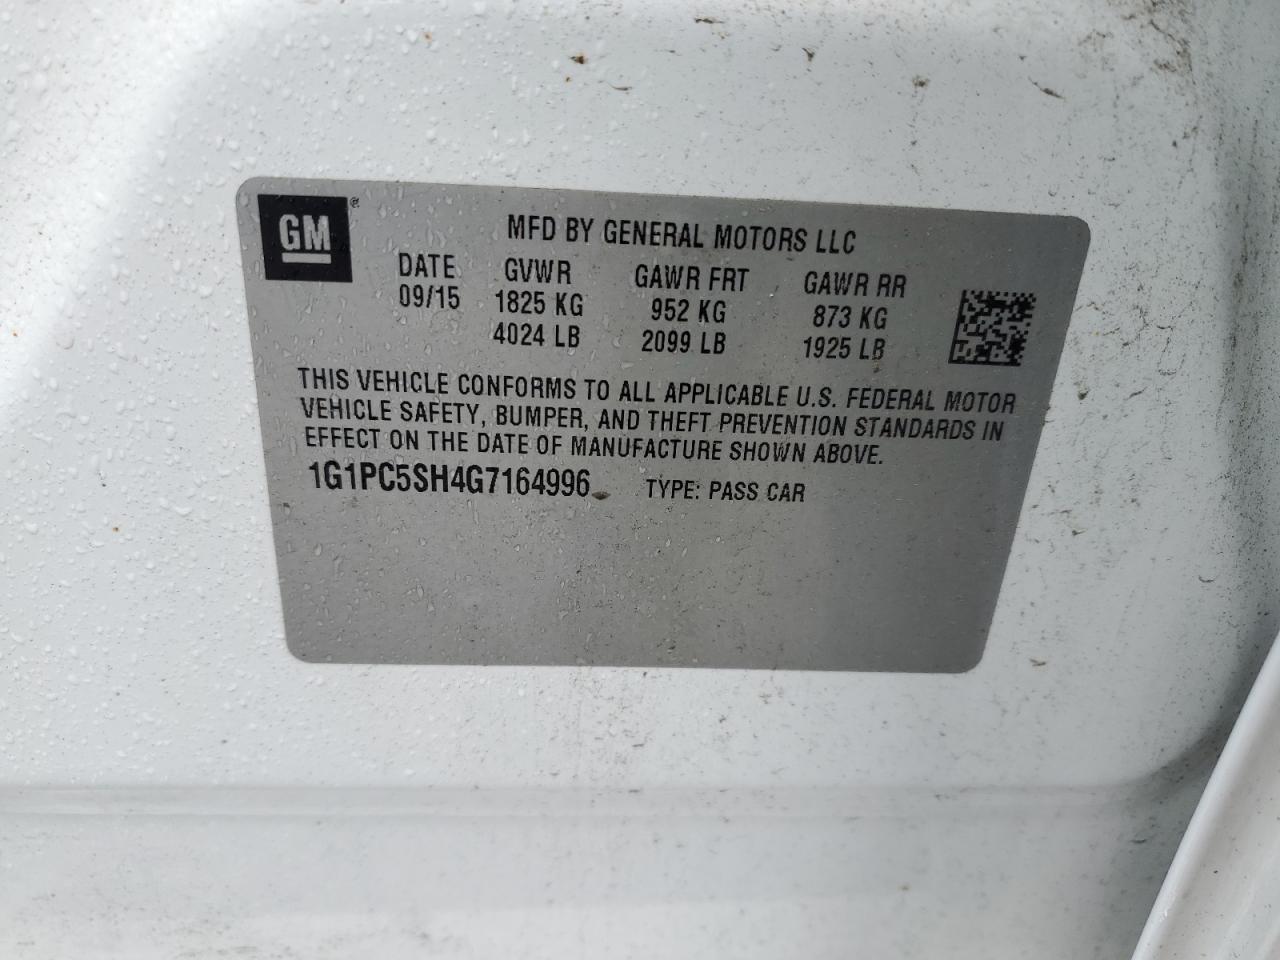 GM®
MFD BY GENERAL MOTORS LLC
DATE GVWR GAWR FRT GAWR RR
09/15 1825 KG 952 KG 873 KG
4024 LB 2099 LB 1925 LB
THIS VEHICLE CONFORMS TO ALL APPLICABLE U.S. FEDERAL MOTOR
VEHICLE SAFETY, BUMPER, AND THEFT PREVENTION STANDARDS IN
EFFECT ON THE DATE OF MANUFACTURE SHOWN ABOVE.
1G1PC5SH4G7164996 TYPE: PASS CAR